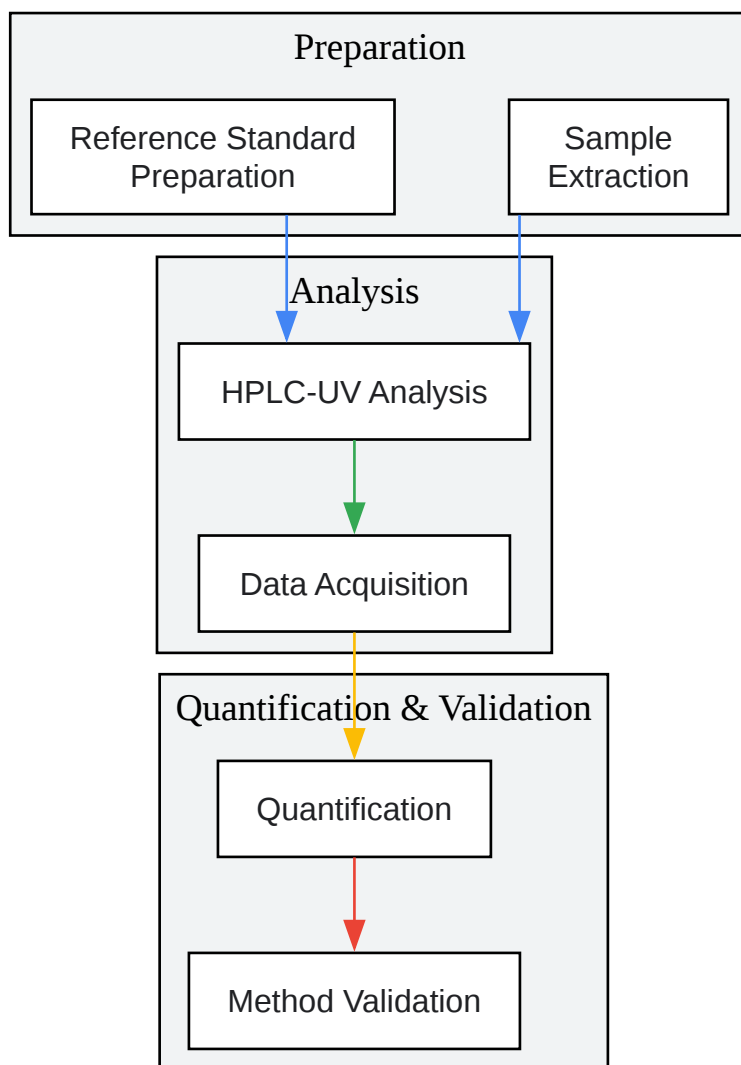 Preparation
Reference Standard
Preparation
Sample
Extraction
Analysis
HPLC-UV Analysis
Data Acquisition
Quantification & Validation
Quantification
Method Validation